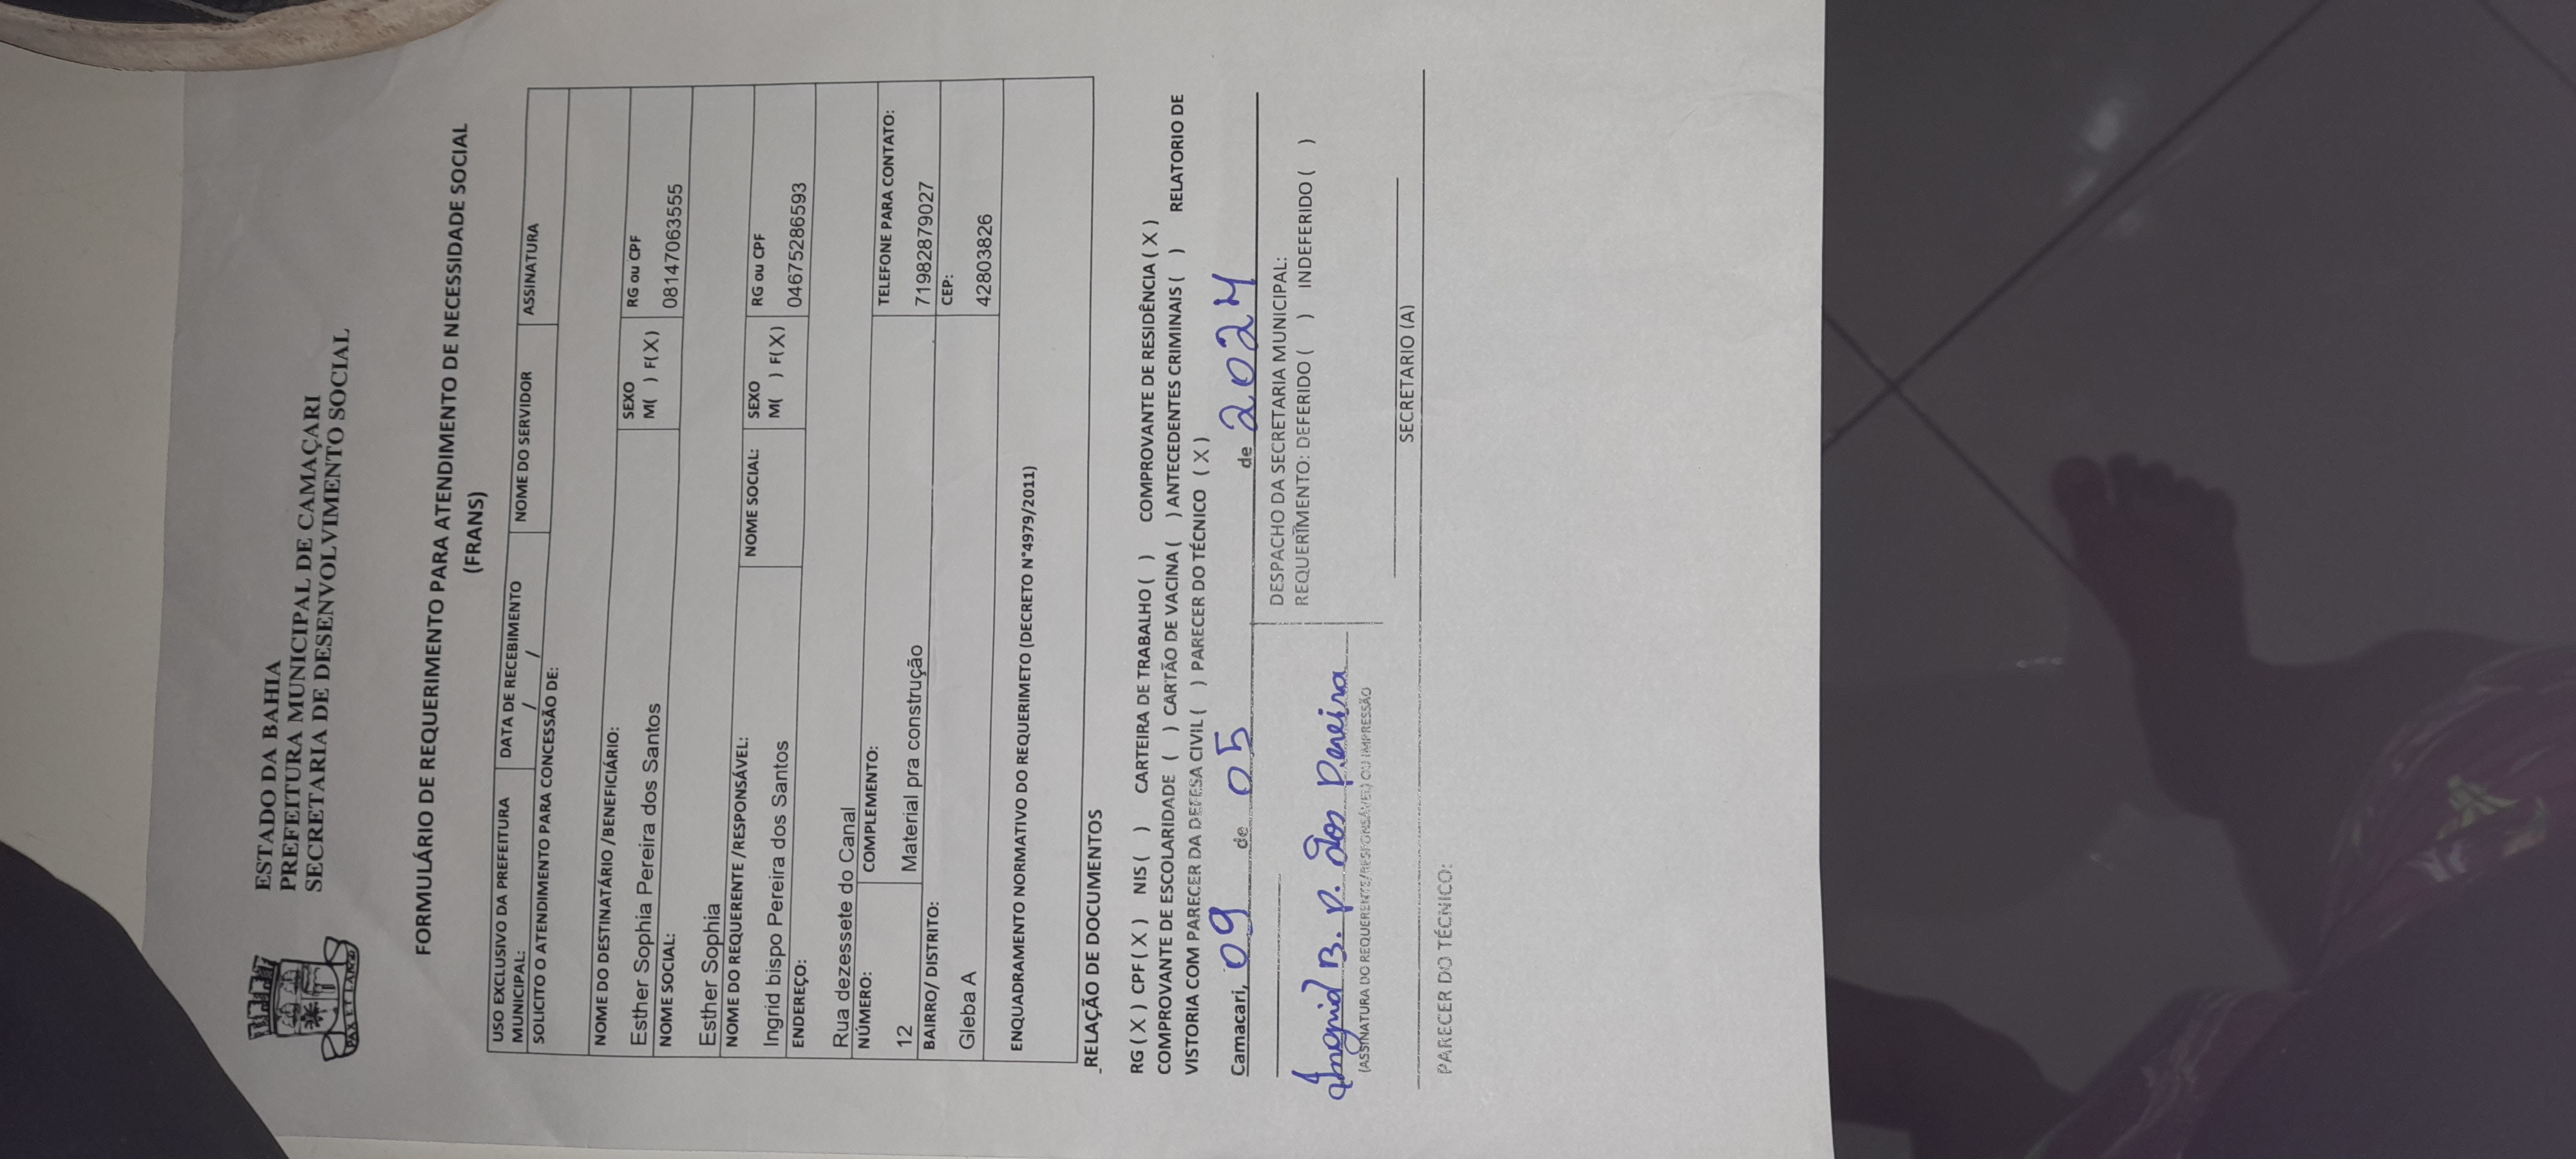 PAX ET LABOR
ESTADO DA BAHIA
PREFEITURA MUNICIPAL DE CAMAÇARI
SECRETARIA DE DESENVOLVIMENTO SOCIAL
FORMULÁRIO DE REQUERIMENTO PARA ATENDIMENTO DE NECESSIDADE SOCIAL
(FRANS)
USO EXCLUSIVO DA PREFEITURA MUNICIPAL:
DATA DE RECEBIMENTO
/ /
NOME DO SERVIDOR
ASSINATURA
SOLICITO O ATENDIMENTO PARA CONCESSÃO DE:
NOME DO DESTINATÁRIO /BENEFICIÁRIO:
Esther Sophia Pereira dos Santos
SEXO
M( ) F(X)
RG ou CPF
08147063555
NOME SOCIAL:
Esther Sophia
NOME DO REQUERENTE /RESPONSÁVEL:
Ingrid bispo Pereira dos Santos
NOME SOCIAL:
SEXO
M( ) F(X)
RG ou CPF
04675286593
ENDEREÇO:
Rua dezessete do Canal
NÚMERO:
12
COMPLEMENTO:
Material pra construção
TELEFONE PARA CONTATO:
71982879027
BAIRRO/ DISTRITO:
Gleba A
CEP:
42803826
ENQUADRAMENTO NORMATIVO DO REQUERIMETO (DECRETO N°4979/2011)
RELAÇÃO DE DOCUMENTOS
RG ( X ) CPF ( X ) NIS ( ) CARTEIRA DE TRABALHO ( ) COMPROVANTE DE RESIDÊNCIA ( X )
COMPROVANTE DE ESCOLARIDADE ( ) CARTÃO DE VACINA ( ) ANTECEDENTES CRIMINAIS ( ) RELATORIO DE
VISTORIA COM PARECER DA DEFESA CIVIL ( ) PARECER DO TÉCNICO ( X )
Camacari, 09 de 05 de 2024
DESPACHO DA SECRETARIA MUNICIPAL:
REQUERIMENTO: DEFERIDO ( ) INDEFERIDO ( )
Ingrid B. P. dos Pereira
(ASSINATURA DO REQUERENTE/RESPONSÁVEL) OU IMPRESSÃO
SECRETARIO (A)
PARECER DO TÉCNICO: